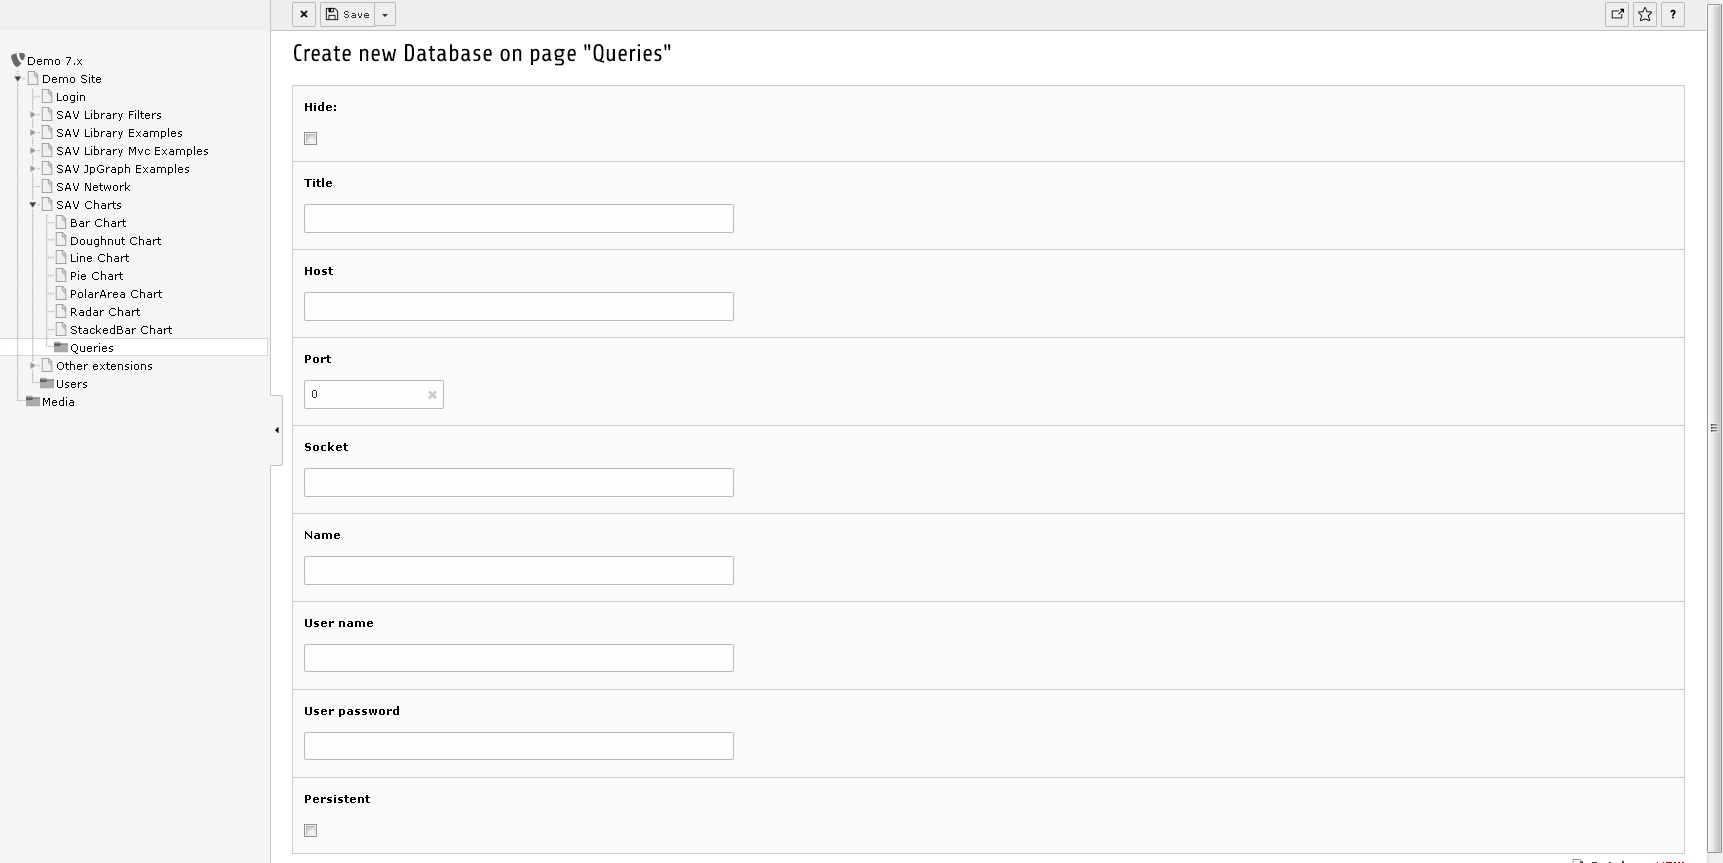 Save
?
Create new Database on page "Queries"
Demo 7.x
Demo Site
Login
SAV Library Filters
SAV Library Examples
SAV Library Mvc Examples
SAV JpGraph Examples
SAV Network
SAV Charts
Bar Chart
Doughnut Chart
Line Chart
Pie Chart
PolarArea Chart
Radar Chart
StackedBar Chart
Queries
Other extensions
Users
Media
Hide:
Title
Host
Port
0
Socket
Name
User name
User password
Persistent